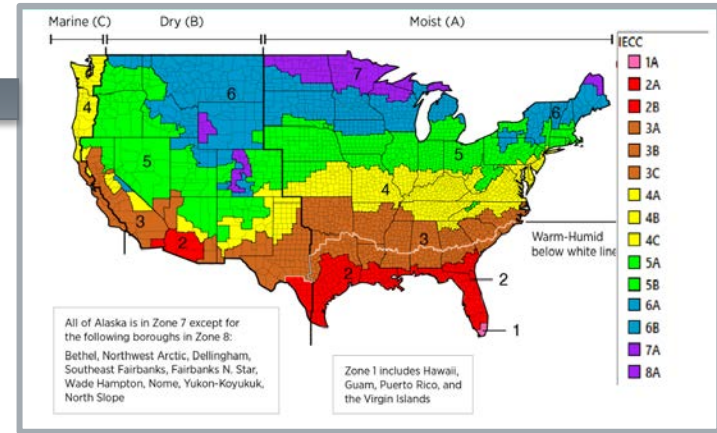 Marine (C) Dry (B) Moist (A)
IECC
1A
2A
2B
3A
3B
3C
4A
4B
4C
5A
5B
6A
6B
7A
8A
7
6
6
4
5
5
4
3
3
2
2
Warm-Humid
below white line
2
1
All of Alaska is in Zone 7 except for
the following boroughs in Zone 8:
Bethel, Northwest Arctic, Dellingham,
Southeast Fairbanks, Fairbanks N. Star,
Wade Hampton, Nome, Yukon-Koyukuk,
North Slope
Zone 1 includes Hawaii,
Guam, Puerto Rico, and
the Virgin Islands